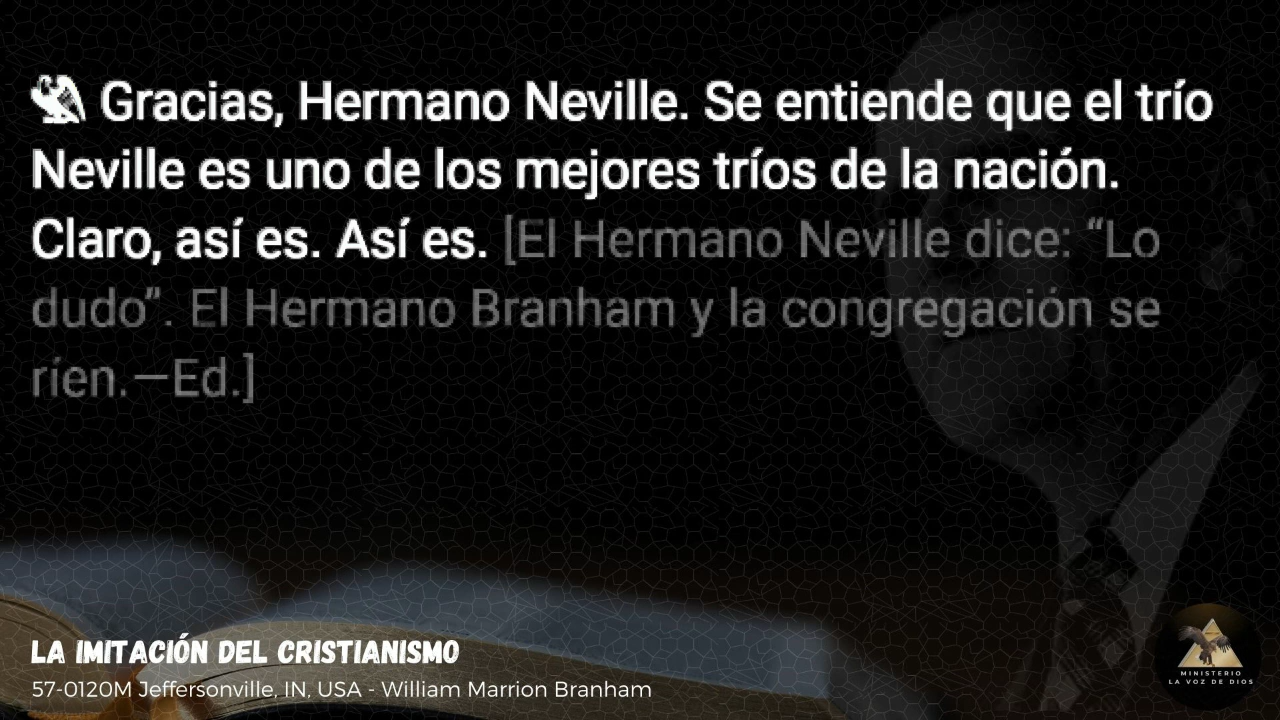 Gracias, Hermano Neville. Se entiende que el trío
Neville es uno de los mejores tríos de la nación.
Claro, así es. Así es. [El Hermano Neville dice: “Lo
dudo”. El Hermano Branham y la congregación se
ríen.—Ed.]
LA IMITACIÓN DEL CRISTIANISMO
57-0120M Jeffersonville, IN, USA - William Marrion Branham
MINISTERIO
LA VOZ DE DIOS